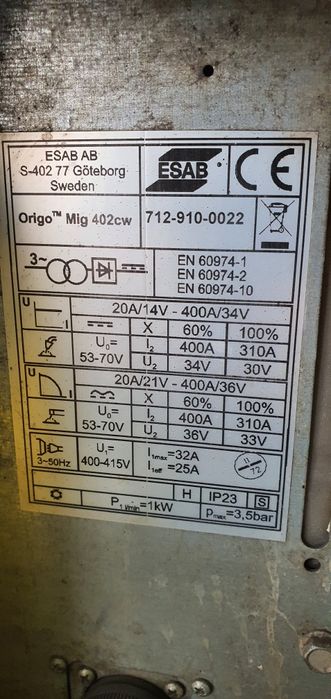 ESAB AB
S-402 77 Göteborg
Sweden
ESAB
CE
Origo™ Mig 402cw
712-910-0022
3~
EN 60974-1
EN 60974-2
EN 60974-10
U
I
20A/14V - 400A/34V
X 60% 100%
U₀=
53-70V
I₂ 400A 310A
U₂ 34V 30V
U
I
20A/21V - 400A/36V
X 60% 100%
U₀=
53-70V
I₂ 400A 310A
U₂ 36V 33V
3~50Hz
U₁=
400-415V
I₁max=32A
I₁eff=25A
H IP23 S
P₁ l/min=1kW
Pmax=3,5bar